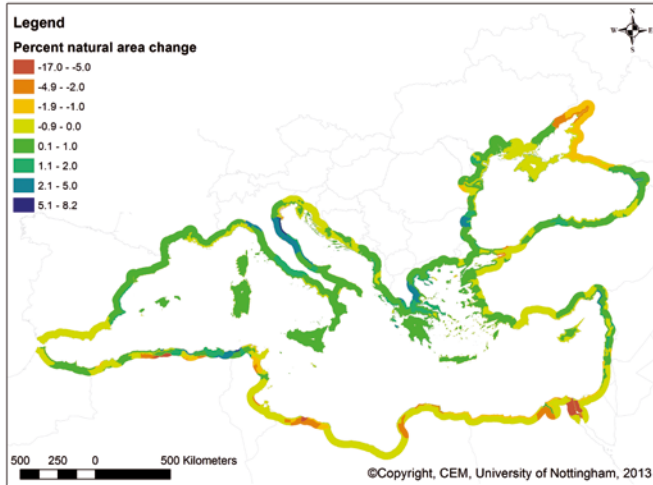 Legend
Percent natural area change
-17.0 - -5.0
-4.9 - -2.0
-1.9 - -1.0
-0.9 - 0.0
0.1 - 1.0
1.1 - 2.0
2.1 - 5.0
5.1 - 8.2
N
W E
S
500 250 0 500 Kilometers
©Copyright, CEM, University of Nottingham, 2013